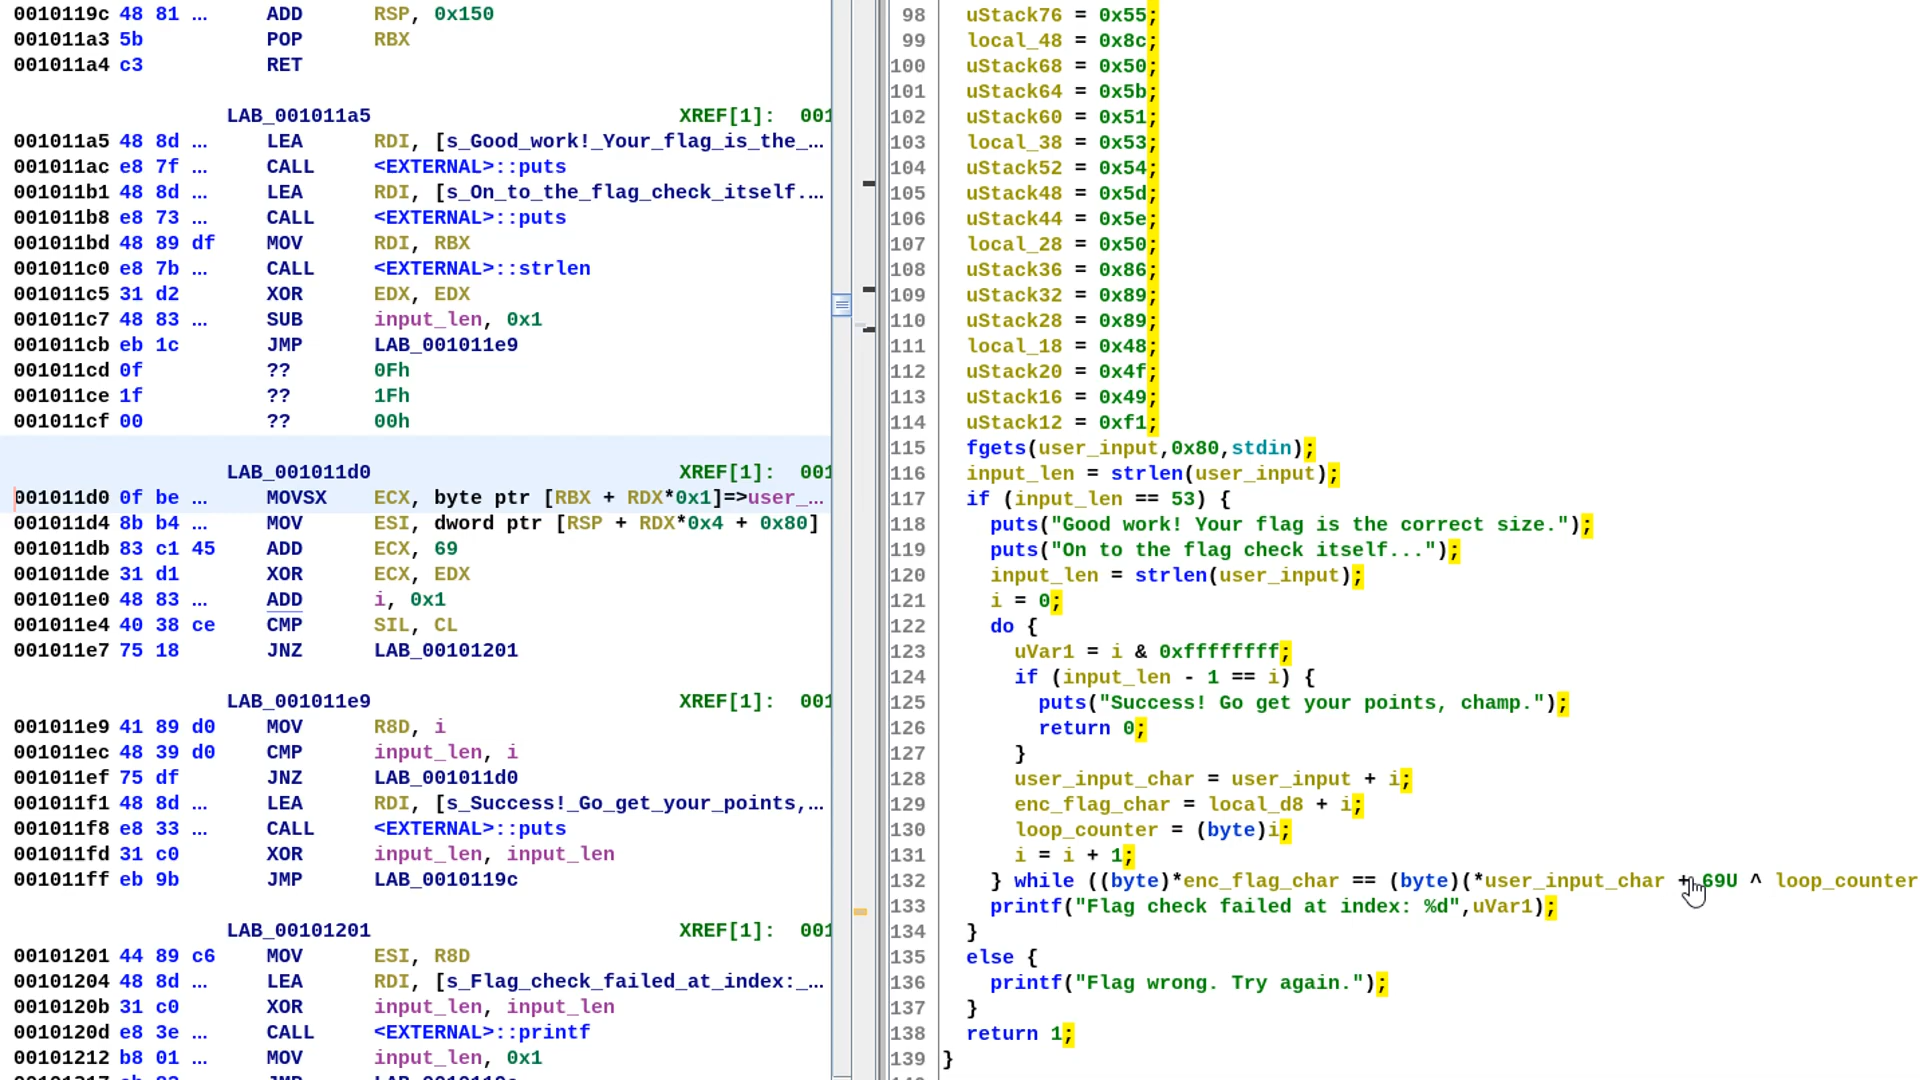 0010119c 48 81 ... ADD RSP, 0x150
001011a3 5b POP RBX
001011a4 c3 RET
LAB_001011a5 XREF[1]: 001
001011a5 48 8d ... LEA RDI, [s_Good_work!_Your_flag_is_the_...
001011ac e8 7f ... CALL <EXTERNAL>::puts
001011b1 48 8d ... LEA RDI, [s_On_to_the_flag_check_itself....
001011b8 e8 73 ... CALL <EXTERNAL>::puts
001011bd 48 89 df MOV RDI, RBX
001011c0 e8 7b ... CALL <EXTERNAL>::strlen
001011c5 31 d2 XOR EDX, EDX
001011c7 48 83 ... SUB input_len, 0x1
001011cb eb 1c JMP LAB_001011e9
001011cd 0f ?? 0Fh
001011ce 1f ?? 1Fh
001011cf 00 ?? 00h
LAB_001011d0 XREF[1]: 001
001011d0 0f be ... MOVSX ECX, byte ptr [RBX + RDX*0x1]=>user_...
001011d4 8b b4 ... MOV ESI, dword ptr [RSP + RDX*0x4 + 0x80]
001011db 83 c1 45 ADD ECX, 69
001011de 31 d1 XOR ECX, EDX
001011e0 48 83 ... ADD i, 0x1
001011e4 40 38 ce CMP SIL, CL
001011e7 75 18 JNZ LAB_00101201
LAB_001011e9 XREF[1]: 001
001011e9 41 89 d0 MOV R8D, i
001011ec 48 39 d0 CMP input_len, i
001011ef 75 df JNZ LAB_001011d0
001011f1 48 8d ... LEA RDI, [s_Success!_Go_get_your_points,...
001011f8 e8 33 ... CALL <EXTERNAL>::puts
001011fd 31 c0 XOR input_len, input_len
001011ff eb 9b JMP LAB_0010119c
LAB_00101201 XREF[1]: 001
00101201 44 89 c6 MOV ESI, R8D
00101204 48 8d ... LEA RDI, [s_Flag_check_failed_at_index:_...
0010120b 31 c0 XOR input_len, input_len
0010120d e8 3e ... CALL <EXTERNAL>::printf
00101212 b8 01 ... MOV input_len, 0x1
98 uStack76 = 0x55;
99 local_48 = 0x8c;
100 uStack68 = 0x50;
101 uStack64 = 0x5b;
102 uStack60 = 0x51;
103 local_38 = 0x53;
104 uStack52 = 0x54;
105 uStack48 = 0x5d;
106 uStack44 = 0x5e;
107 local_28 = 0x50;
108 uStack36 = 0x86;
109 uStack32 = 0x89;
110 uStack28 = 0x89;
111 local_18 = 0x48;
112 uStack20 = 0x4f;
113 uStack16 = 0x49;
114 uStack12 = 0xf1;
115 fgets(user_input,0x80,stdin);
116 input_len = strlen(user_input);
117 if (input_len == 53) {
118 puts("Good work! Your flag is the correct size.");
119 puts("On to the flag check itself...");
120 input_len = strlen(user_input);
121 i = 0;
122 do {
123 uVar1 = i & 0xffffffff;
124 if (input_len - 1 == i) {
125 puts("Success! Go get your points, champ.");
126 return 0;
127 }
128 user_input_char = user_input + i;
129 enc_flag_char = local_d8 + i;
130 loop_counter = (byte)i;
131 i = i + 1;
132 } while ((byte)*enc_flag_char == (byte)(*user_input_char + 69U ^ loop_counter
133 printf("Flag check failed at index: %d",uVar1);
134 }
135 else {
136 printf("Flag wrong. Try again.");
137 }
138 return 1;
139 }